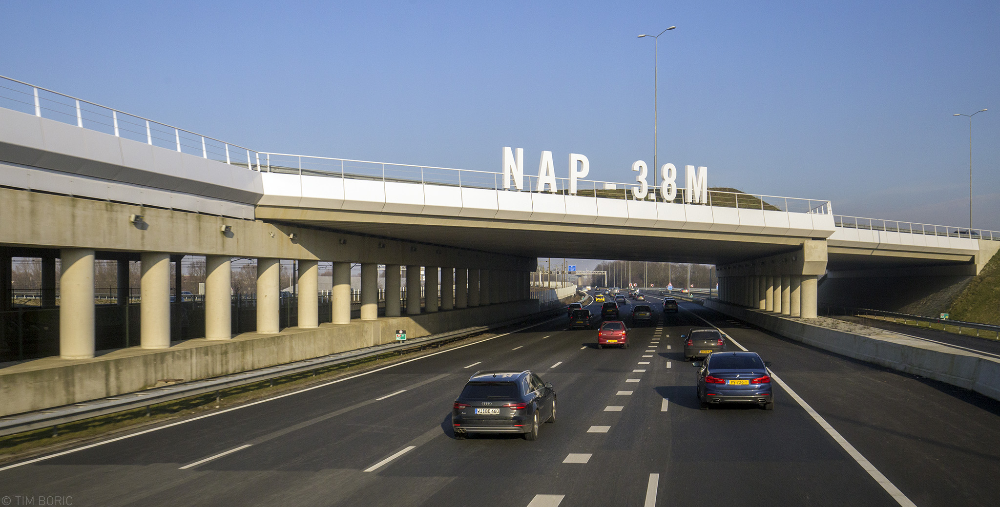 NAP - 3.8M
WI BE 460
PV-726-T
© TIM BORIC